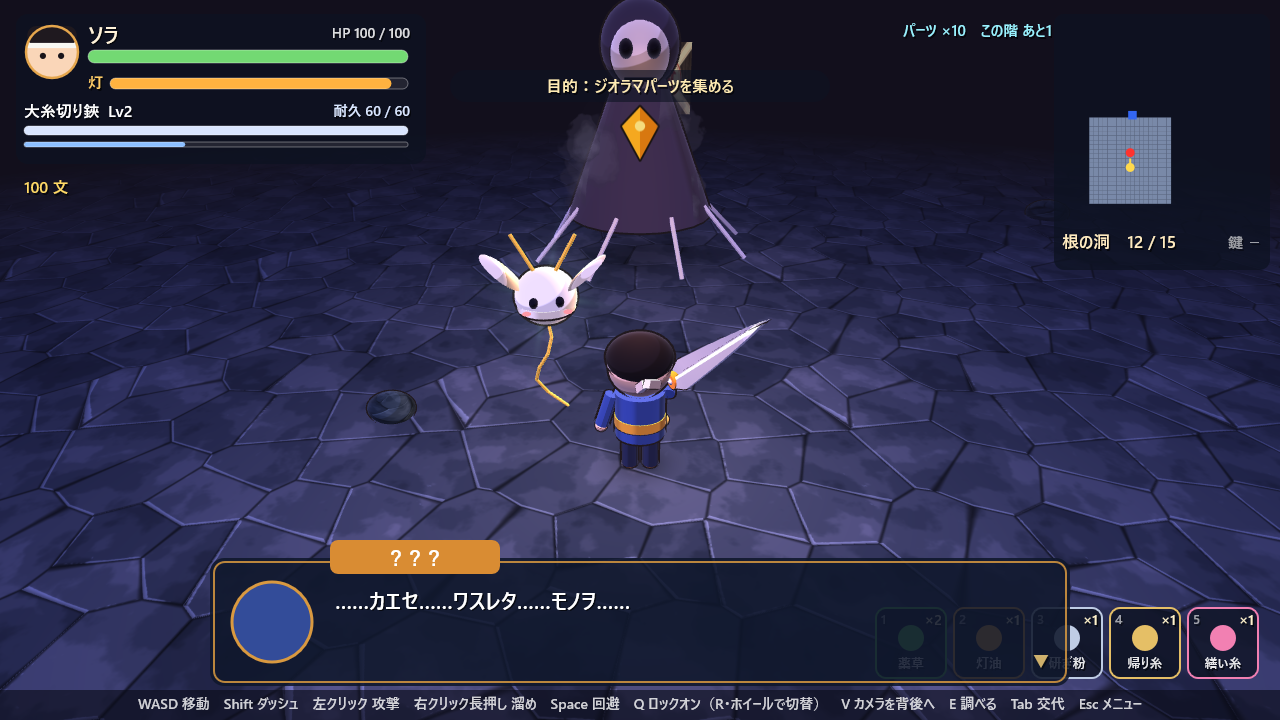 ソラ
HP 100 / 100
灯
大糸切り鋏 Lv2
耐久 60 / 60
100 文
目的：ジオラマパーツを集める
パーツ ×10 この階 あと1
根の洞 12 / 15
鍵 －
？？？
……カエセ……ワスレタ……モノヲ……
1 ×2 薬草
2 ×1 灯油
3 ×1 研ぎ粉
4 ×1 帰り糸
5 ×1 繕い糸
WASD 移動 Shift ダッシュ 左クリック 攻撃 右クリック長押し 溜め Space 回避 Q ロックオン（R・ホイールで切替） V カメラを背後へ E 調べる Tab 交代 Esc メニュー